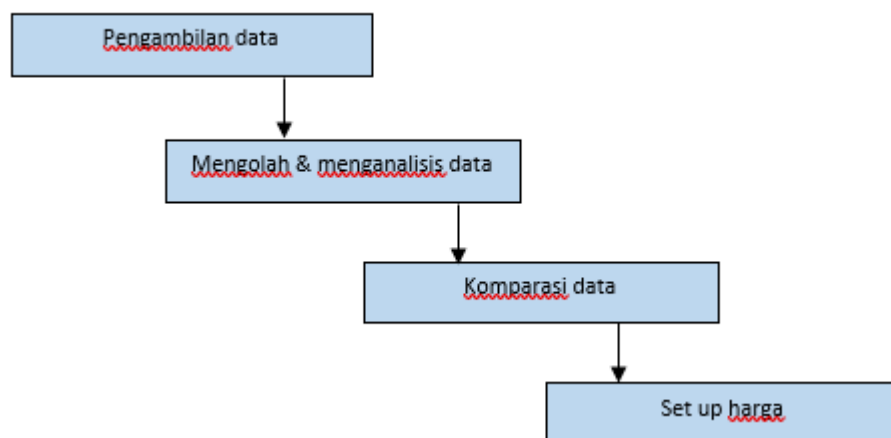 Pengambilan data
Mengolah & menganalisis data
Komparasi data
Set up harga